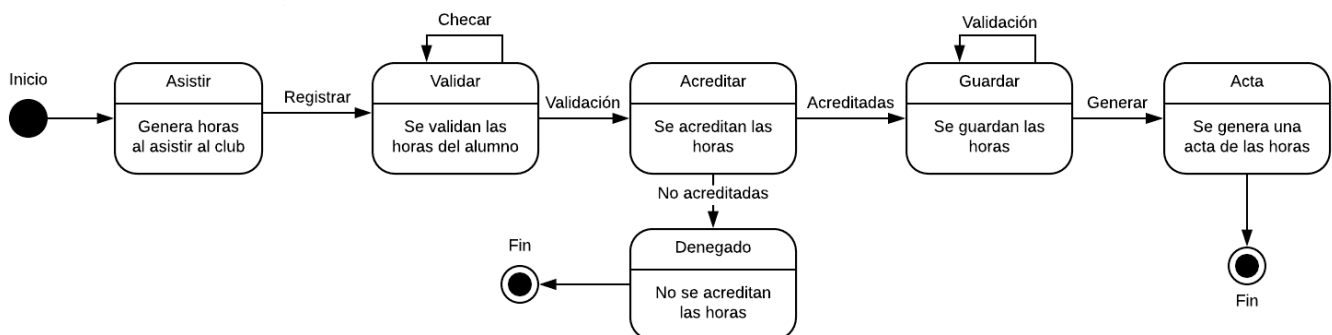 Inicio
Asistir
Genera horas
al asistir al club
Registrar
Checar
Validar
Se validan las
horas del alumno
Validación
Acreditar
Se acreditan las
horas
Acreditadas
Validación
Guardar
Se guardan las
horas
Generar
Acta
Se genera una
acta de las horas
No acreditadas
Denegado
No se acreditan
las horas
Fin
Fin